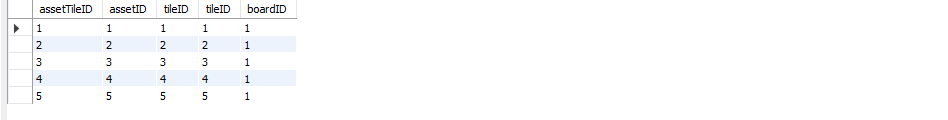 assetTileID assetID tileID tileID boardID
1 1 1 1 1
2 2 2 2 1
3 3 3 3 1
4 4 4 4 1
5 5 5 5 1